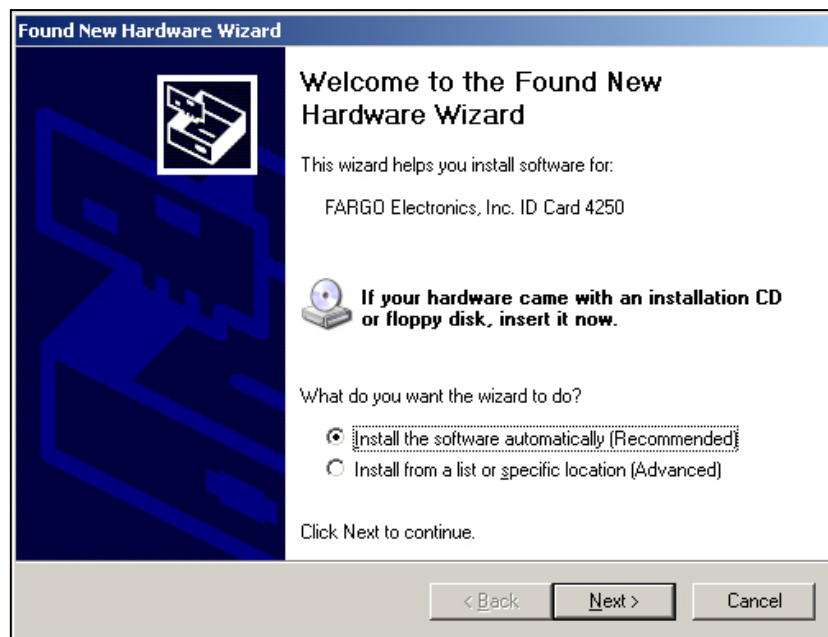 Found New Hardware Wizard
Welcome to the Found New
Hardware Wizard
This wizard helps you install software for:
FARGO Electronics, Inc. ID Card 4250
If your hardware came with an installation CD
or floppy disk, insert it now.
What do you want the wizard to do?
Install the software automatically (Recommended)
Install from a list or specific location (Advanced)
Click Next to continue.
< Back Next > Cancel